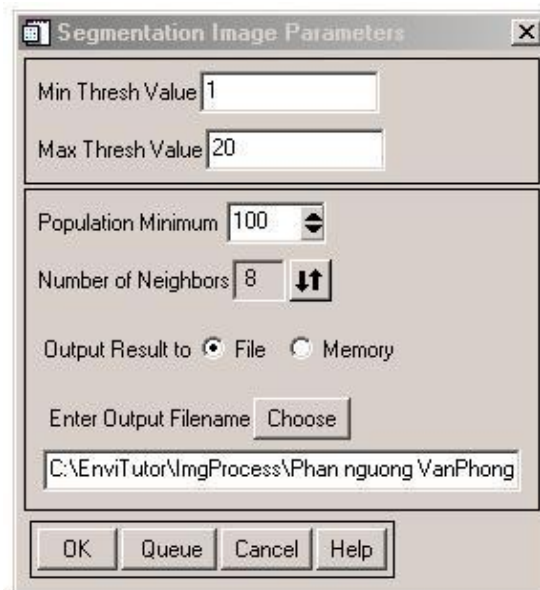 Segmentation Image Parameters
Min Thresh Value 1
Max Thresh Value 20
Population Minimum 100
Number of Neighbors 8
Output Result to File Memory
Enter Output Filename Choose
C:\EnviTutor\ImgProcess\Phan nguong VanPhong
OK Queue Cancel Help